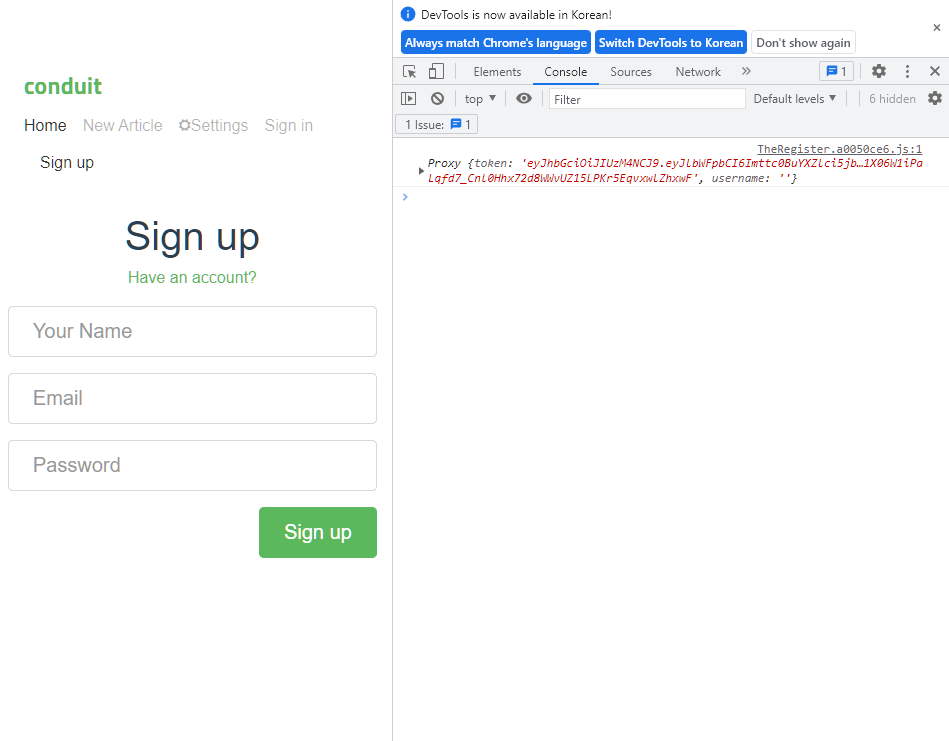 conduit
Home New Article Settings Sign in
Sign up
Sign up
Have an account?
Your Name
Email
Password
Sign up
DevTools is now available in Korean!
Always match Chrome's language Switch DevTools to Korean Don't show again
Elements Console Sources Network » 1
top Filter Default levels 6 hidden
1 Issue: 1
TheRegister.a0050ce6.js:1
Proxy {token: 'eyJhbGciOiJIUzM4NCJ9.eyJlbWFpbCI6Imttc0BuYXZlci5jb…1X06W1iPa
Lqfd7_Cnl0Hhx72d8WWvUZ15LPKr5EqvxwlZhxwF', username: ''}